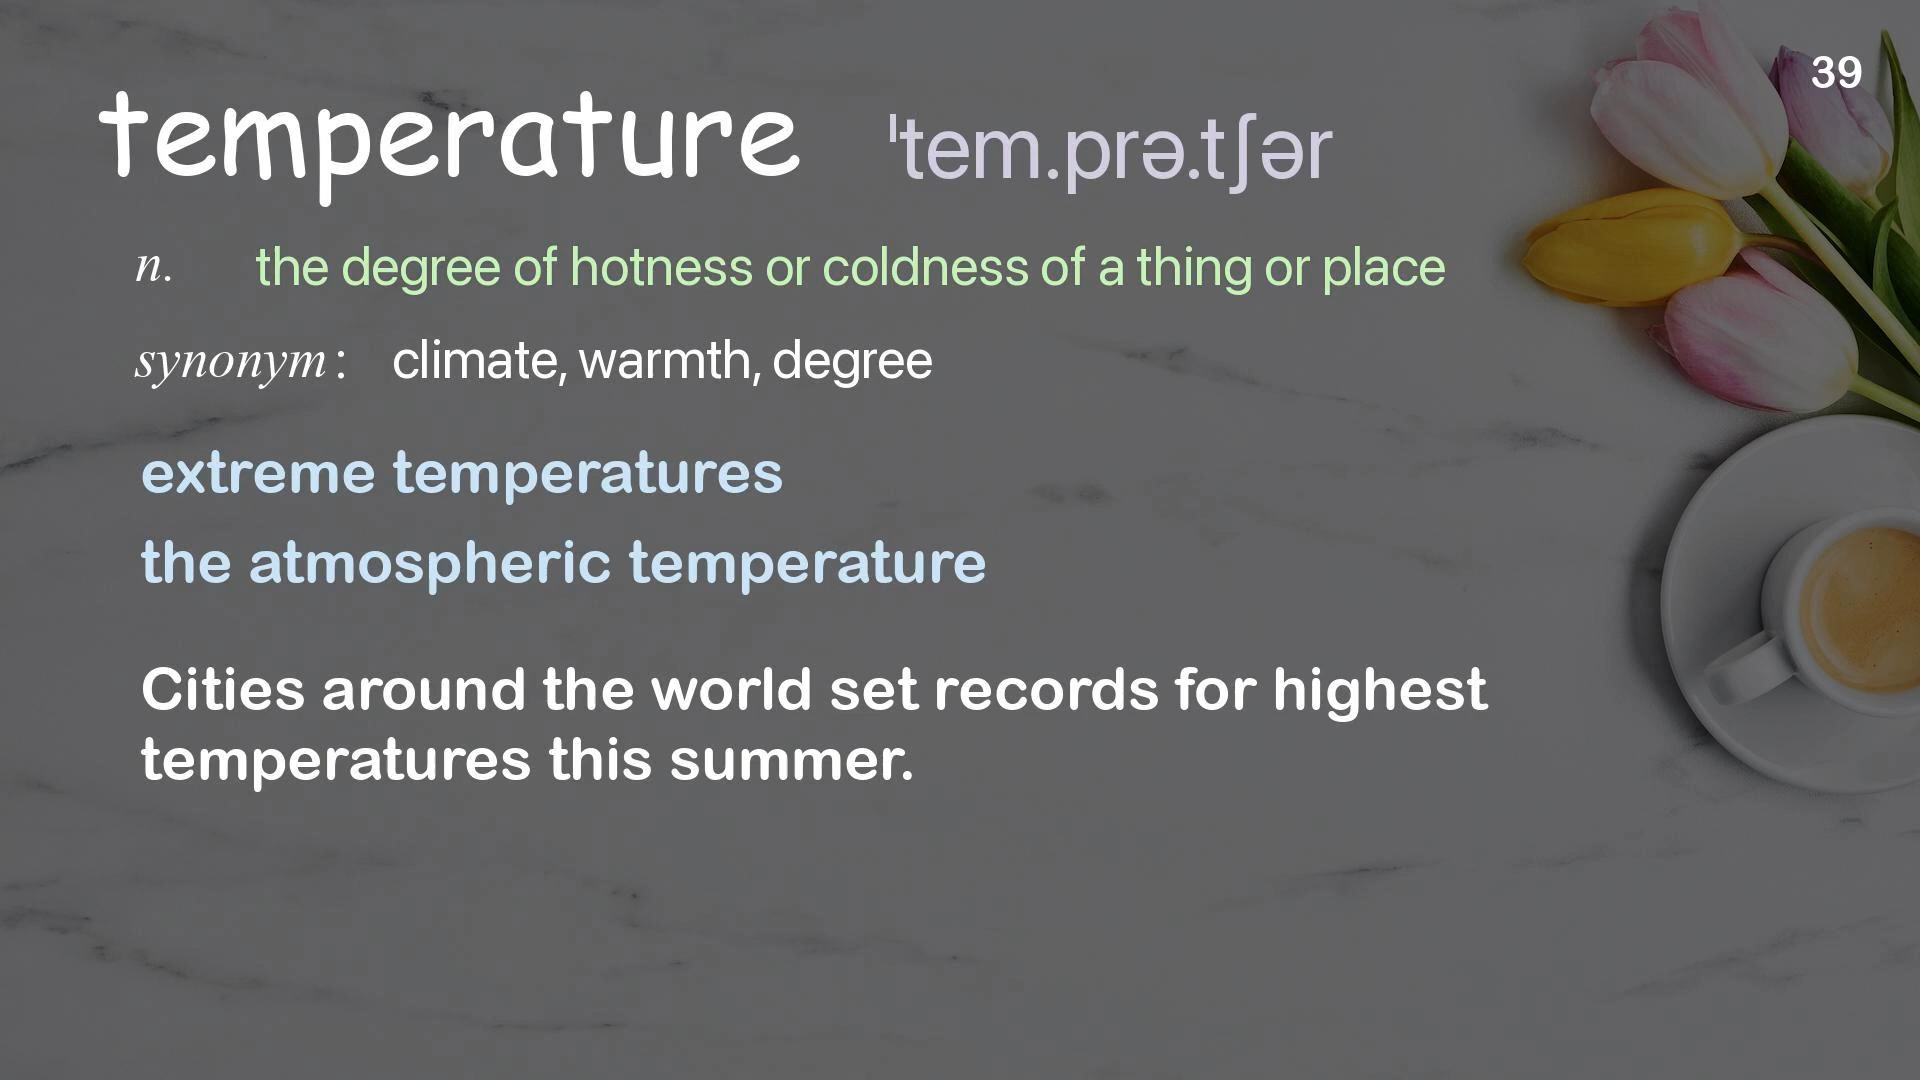 39
temperature ˈtem.prə.tʃər
n. the degree of hotness or coldness of a thing or place
synonym: climate, warmth, degree
extreme temperatures
the atmospheric temperature
Cities around the world set records for highest
temperatures this summer.